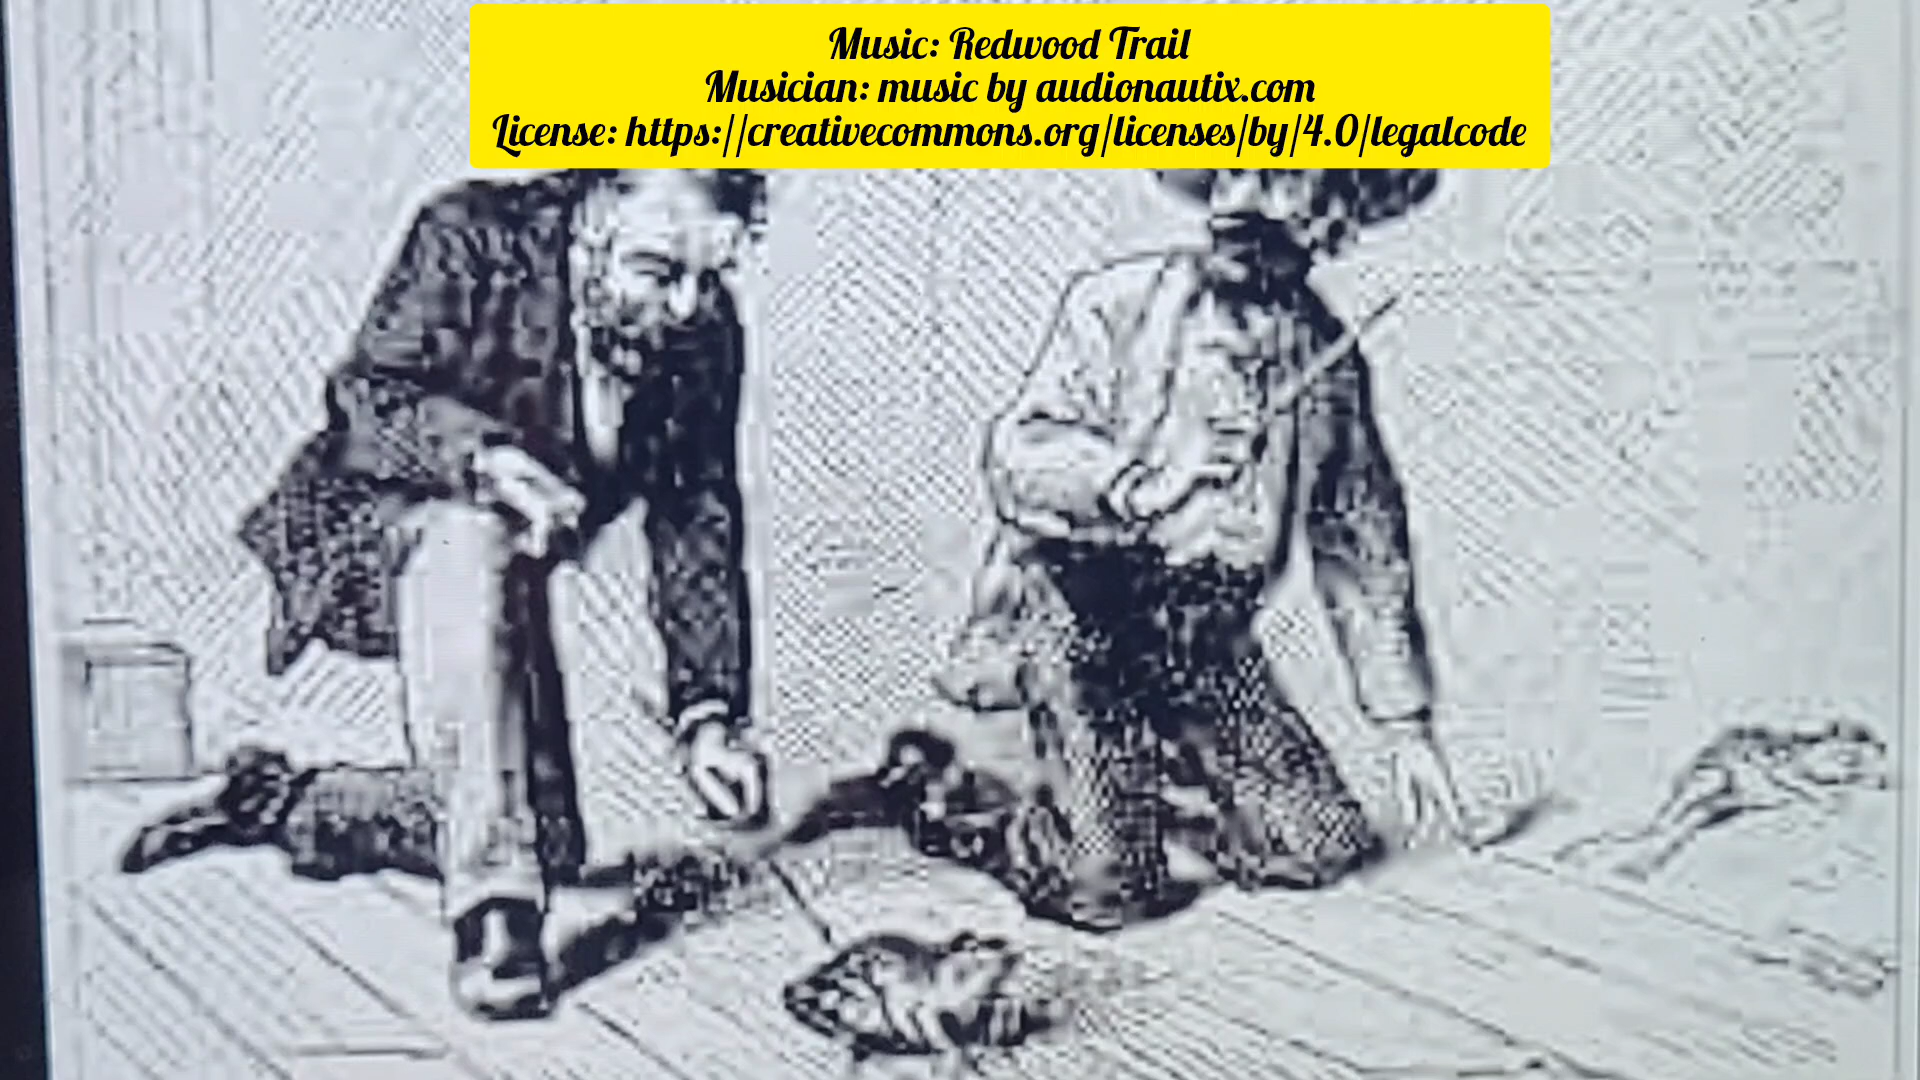 Music: Redwood Trail
Musician: music by audionautix.com
License: https://creativecommons.org/licenses/by/4.0/legalcode